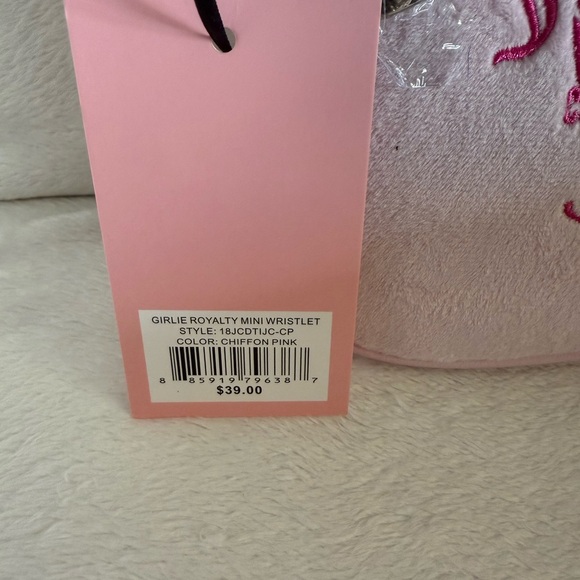 GIRLIE ROYALTY MINI WRISTLET
STYLE: 18JCDTIJC-CP
COLOR: CHIFFON PINK
8 85919 79638 7
$39.00